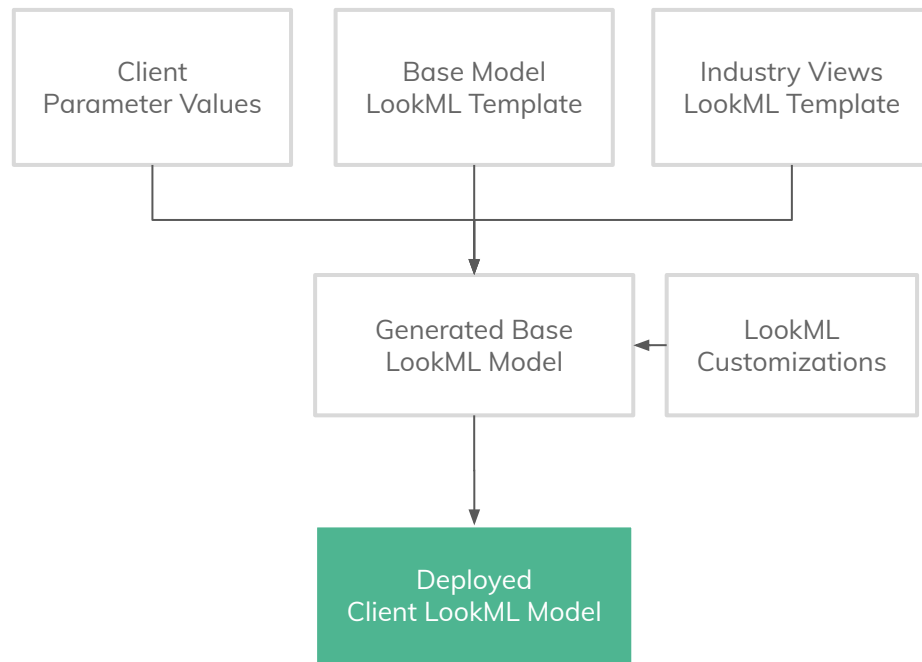 Client
Parameter Values
Base Model
LookML Template
Industry Views
LookML Template
Generated Base
LookML Model
LookML
Customizations
Deployed
Client LookML Model